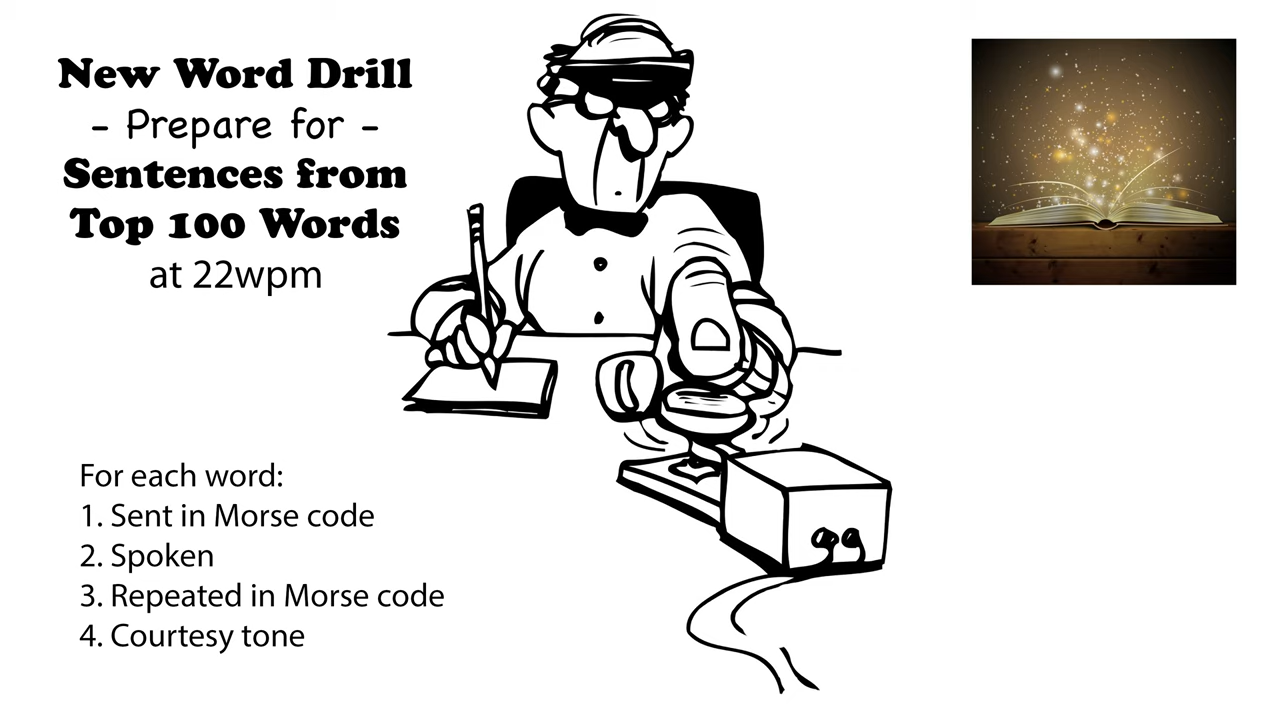 New Word Drill
- Prepare for -
Sentences from
Top 100 Words
at 22wpm
For each word:
1. Sent in Morse code
2. Spoken
3. Repeated in Morse code
4. Courtesy tone